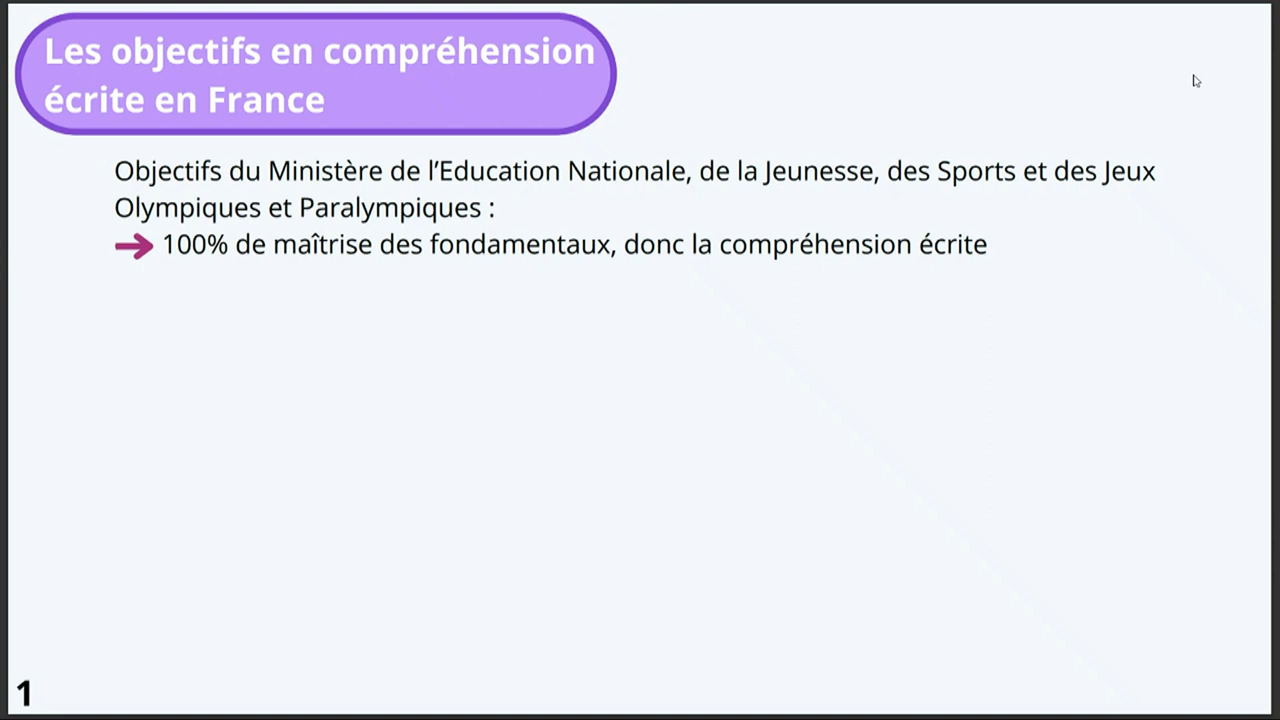 Les objectifs en compréhension
écrite en France
Objectifs du Ministère de l’Education Nationale, de la Jeunesse, des Sports et des Jeux
Olympiques et Paralympiques :
100% de maîtrise des fondamentaux, donc la compréhension écrite
1